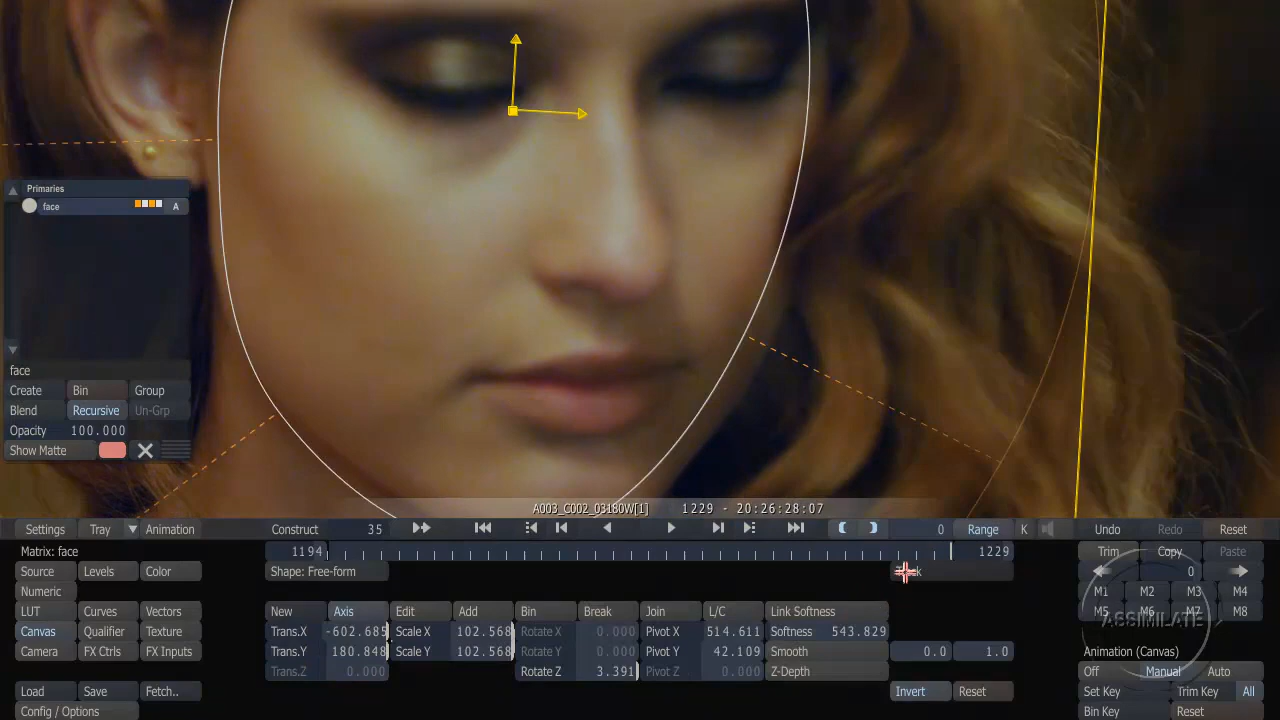 Primaries
face A
face
Create Bin Group
Blend Recursive Un-Grp
Opacity 100.000
Show Matte
A003_C002_03180W[1] 1229 - 20:26:28:07
Settings Tray Animation Construct 35 0 Range K Undo Redo Reset
Matrix: face 1194 1229 Trim Copy Paste
Source Levels Color Shape: Free-form 0
Numeric M1 M2 M3 M4
LUT Curves Vectors New Axis Edit Add Bin Break Join L/C Link Softness M5 M6 M7 M8
ASSIMILATE
Canvas Qualifier Texture Trans.X -602.685 Scale X 102.568 Rotate X 0.000 Pivot X 514.611 Softness 543.829
Camera FX Ctrls FX Inputs Trans.Y 180.848 Scale Y 102.568 Rotate Y 0.000 Pivot Y 42.109 Smooth 0.0 1.0 Animation (Canvas)
Trans.Z 0.000 Rotate Z 3.391 Pivot Z 0.000 Z-Depth Off Manual Auto
Load Save Fetch.. Invert Reset Set Key Trim Key All
Config / Options Bin Key Reset